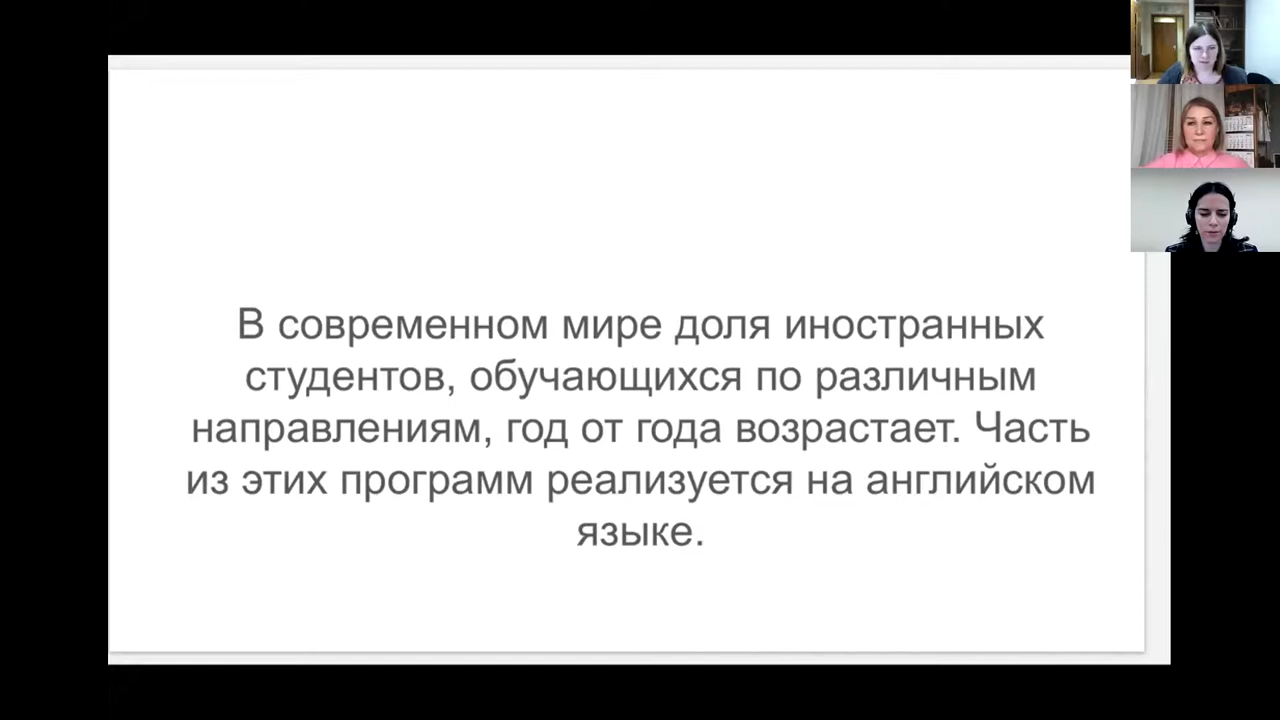 В современном мире доля иностранных
студентов, обучающихся по различным
направлениям, год от года возрастает. Часть
из этих программ реализуется на английском
языке.